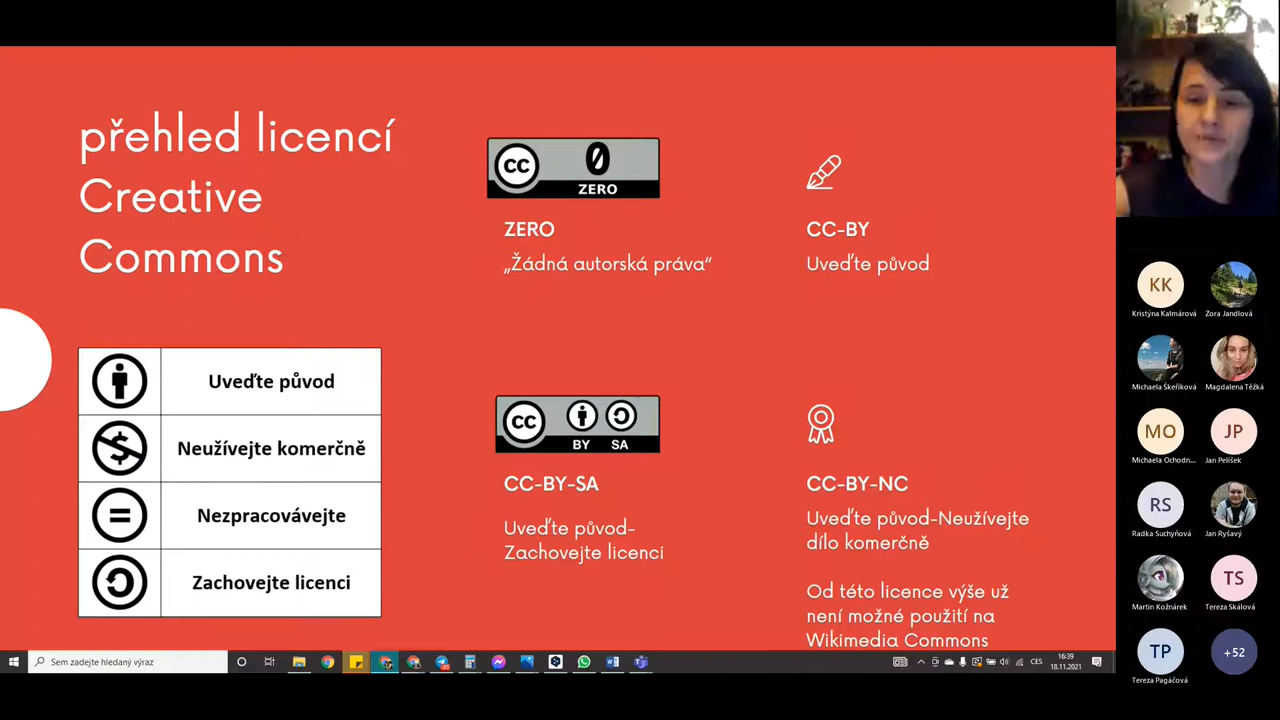 přehled licencí
Creative
Commons
Uveďte původ
Neužívejte komerčně
Nezpracovávejte
Zachovejte licenci
CC
0
ZERO
ZERO
„Žádná autorská práva“
CC-BY
Uveďte původ
CC
BY SA
CC-BY-SA
Uveďte původ-
Zachovejte licenci
CC-BY-NC
Uveďte původ-Neužívejte
dílo komerčně
Od této licence výše už
není možné použití na
Wikimedia Commons
KK
Kristýna Kalmárová
Zora Jandlová
Michaela Škeříková
Magdalena Těžká
MO
Michaela Ochodn...
JP
Jan Pelíšek
RS
Radka Suchyňová
Jan Ryšavý
Martin Kožnárek
TS
Tereza Skálová
TP
Tereza Pagáčová
+52
Sem zadejte hledaný výraz
CES
16:39
18.11.2021